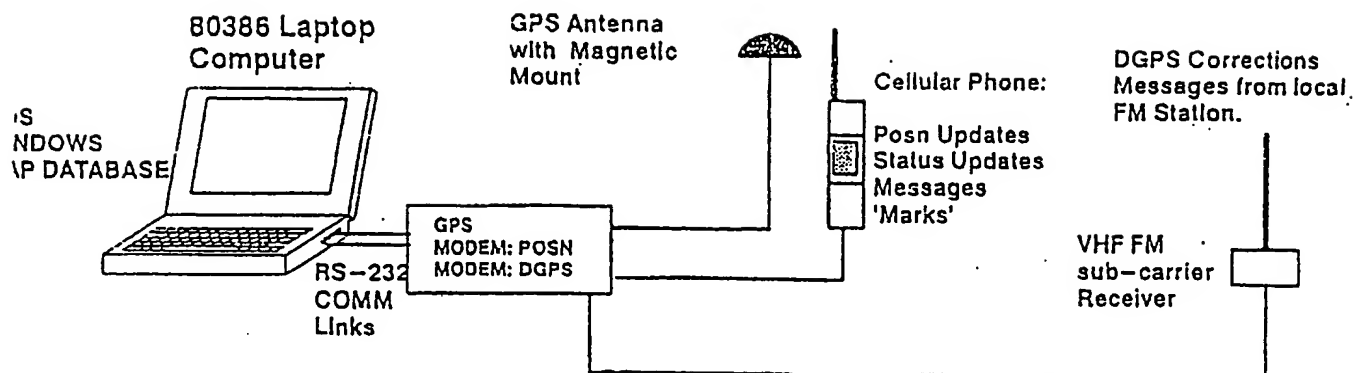 80386 Laptop
Computer
GPS Antenna
with Magnetic
Mount
Cellular Phone:
Posn Updates
Status Updates
Messages
'Marks'
DGPS Corrections
Messages from local
FM Station.
NDOWS
DATABASE
GPS
MODEM: POSN
MODEM: DGPS
RS-232
COMM
Links
VHF FM
sub-carrier
Receiver